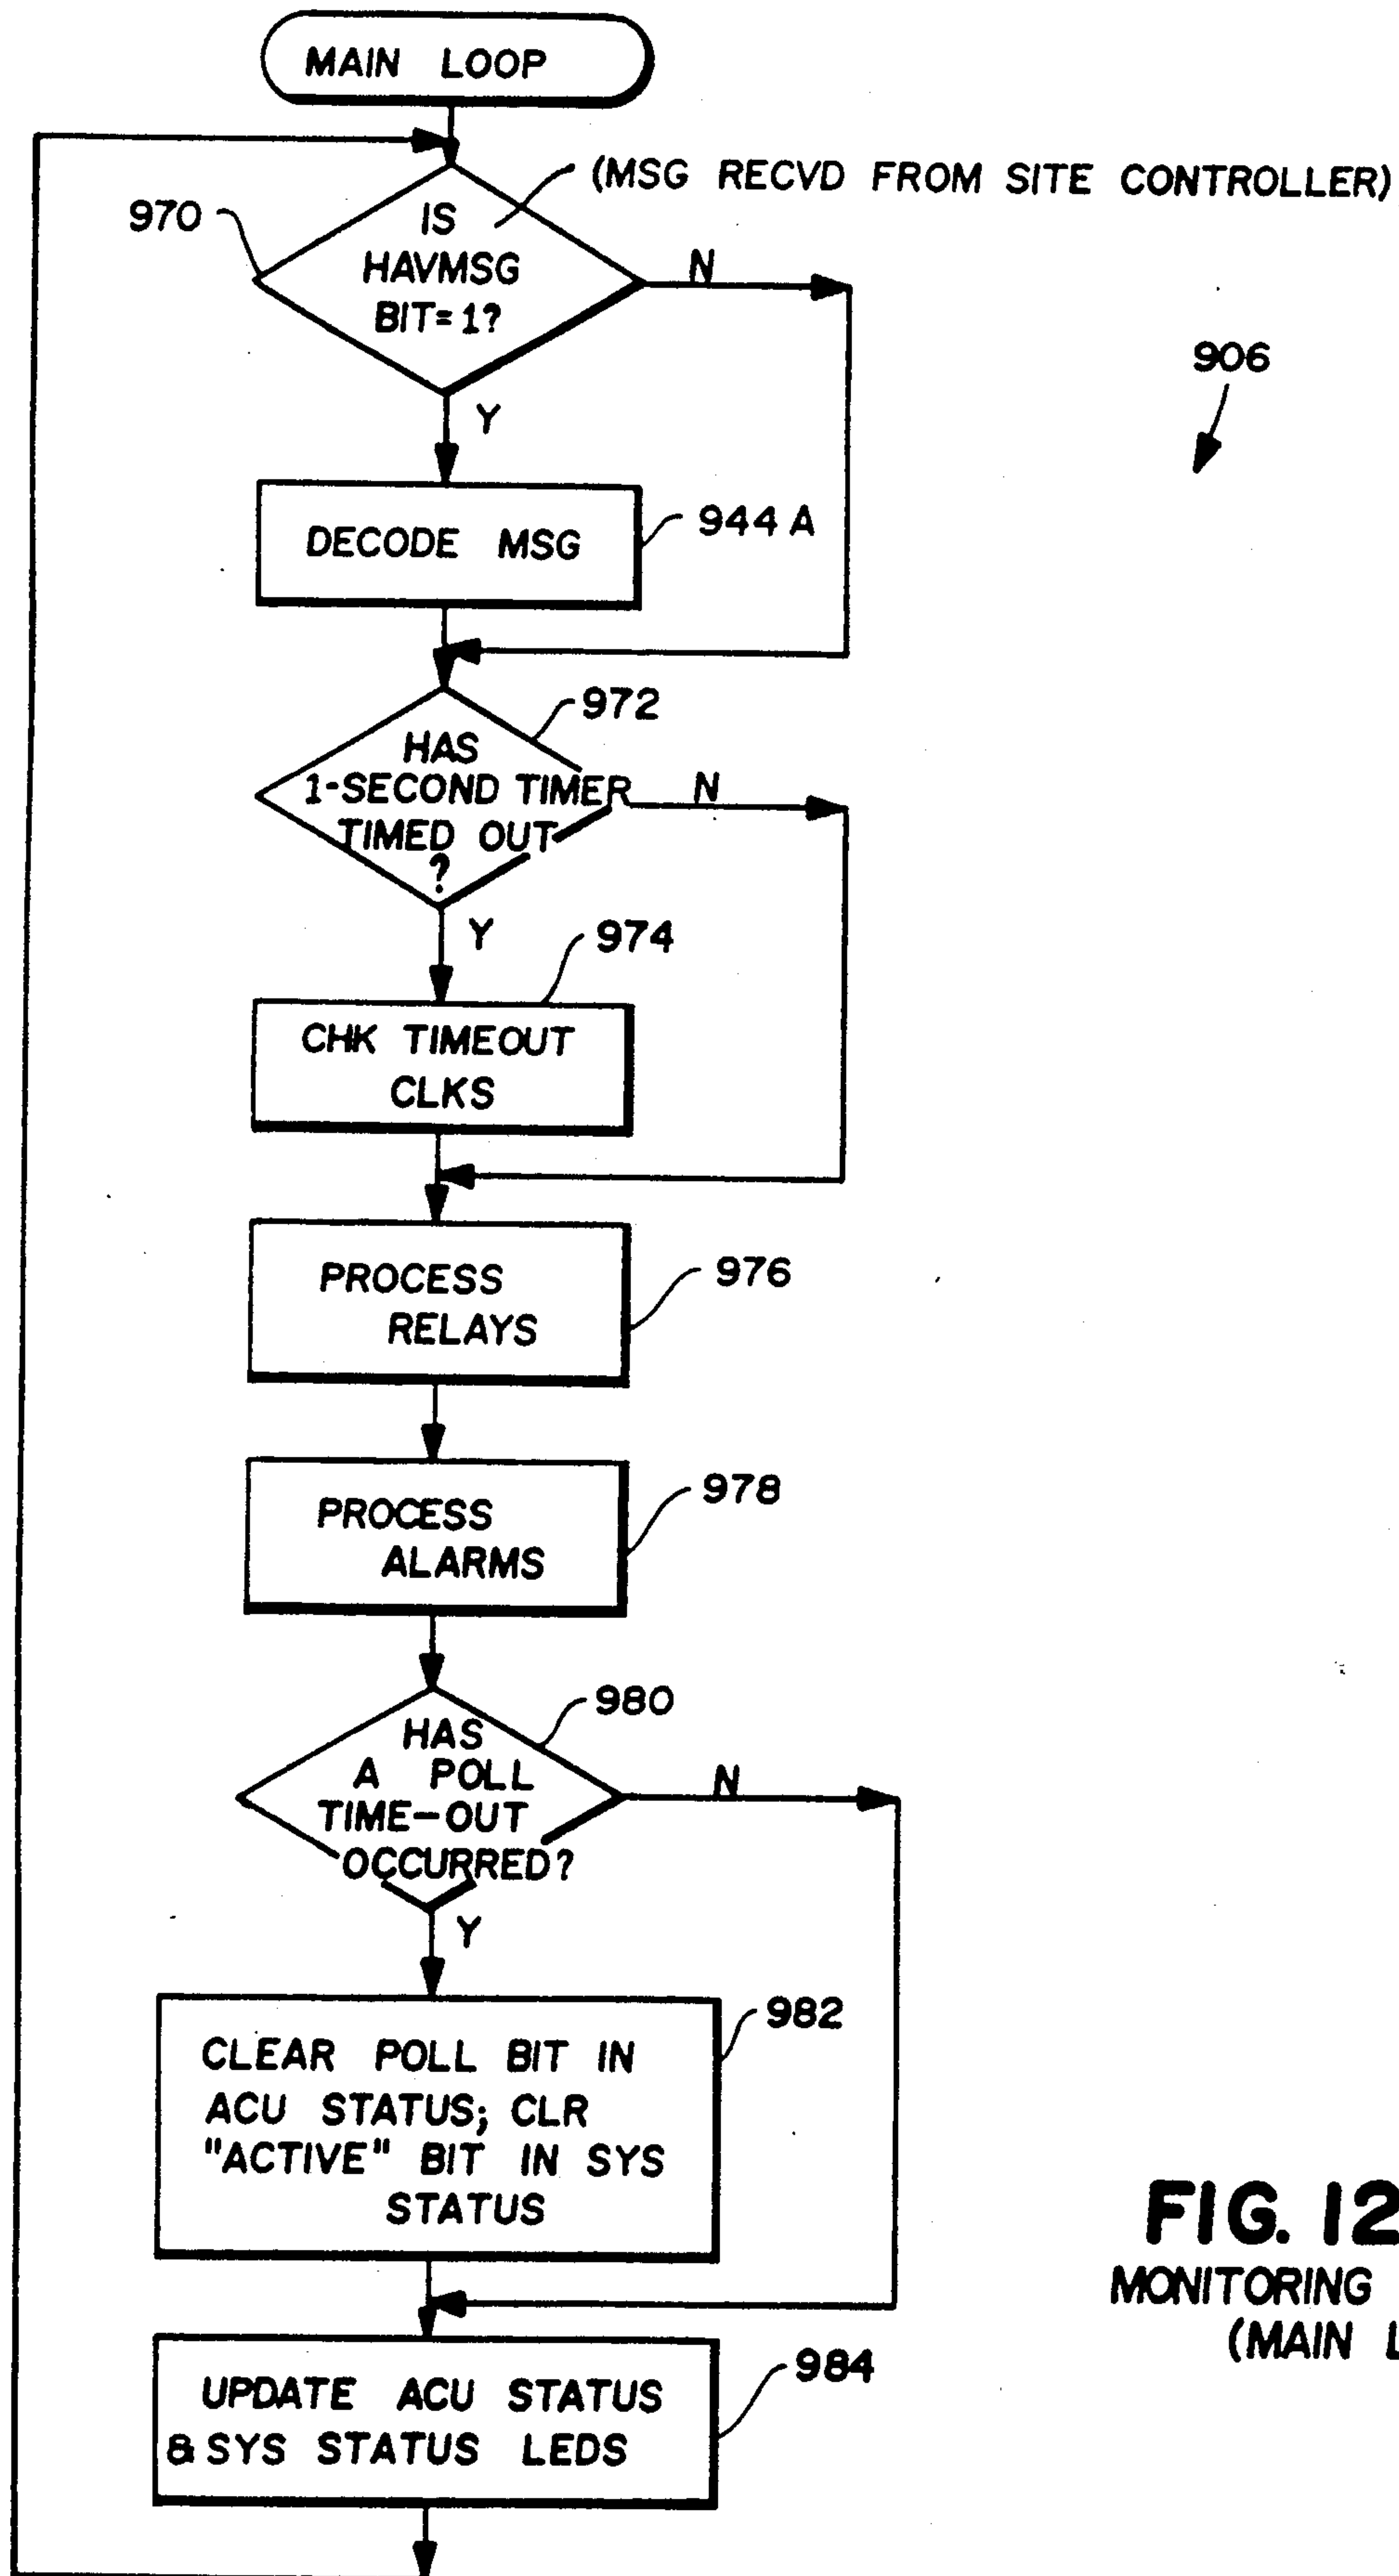 MAIN LOOP
(MSG RECVD FROM SITE CONTROLLER)
970
IS
HAVMSG
BIT=1?
N
906
Y
DECODE MSG
944 A
972
HAS
1-SECOND TIMER
TIMED OUT
?
N
Y
974
CHK TIMEOUT
CLKS
PROCESS
RELAYS
976
PROCESS
ALARMS
978
980
HAS
A POLL
TIME-OUT
OCCURRED?
N
Y
982
CLEAR POLL BIT IN
ACU STATUS; CLR
"ACTIVE" BIT IN SYS
STATUS
FIG. 12
MONITORING
(MAIN L
984
UPDATE ACU STATUS
& SYS STATUS LEDS